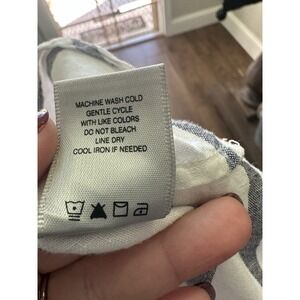 MACHINE WASH COLD
GENTLE CYCLE
WITH LIKE COLORS
DO NOT BLEACH
LINE DRY
COOL IRON IF NEEDED